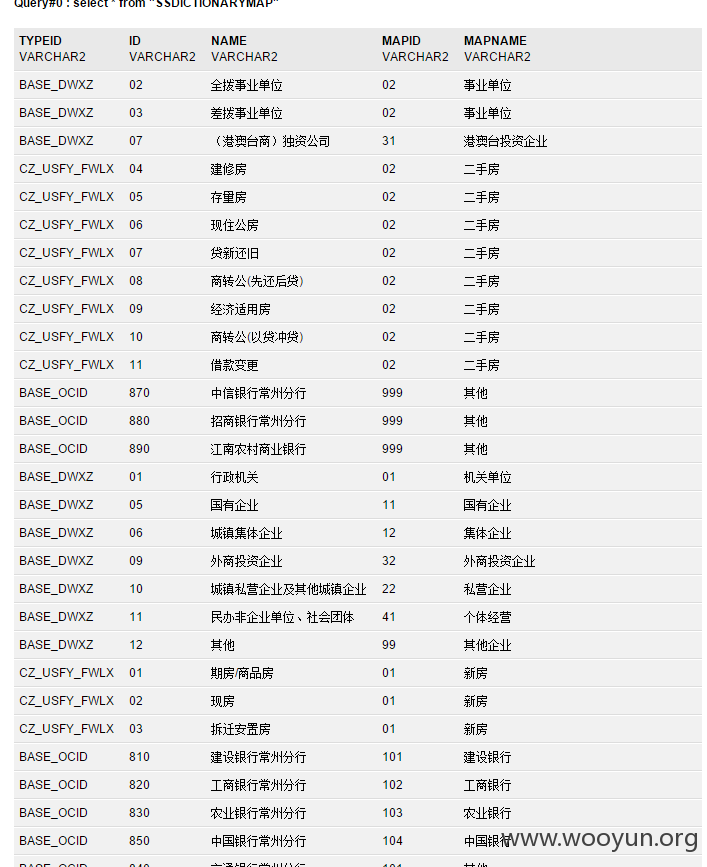 Query#0 : select * from "SSDICTIONARYMAP"
TYPEID ID NAME MAPID MAPNAME
VARCHAR2 VARCHAR2 VARCHAR2 VARCHAR2 VARCHAR2
BASE_DWXZ 02 全拨事业单位 02 事业单位
BASE_DWXZ 03 差拨事业单位 02 事业单位
BASE_DWXZ 07 （港澳台商）独资公司 31 港澳台投资企业
CZ_USFY_FWLX 04 建修房 02 二手房
CZ_USFY_FWLX 05 存量房 02 二手房
CZ_USFY_FWLX 06 现住公房 02 二手房
CZ_USFY_FWLX 07 贷新还旧 02 二手房
CZ_USFY_FWLX 08 商转公(先还后贷) 02 二手房
CZ_USFY_FWLX 09 经济适用房 02 二手房
CZ_USFY_FWLX 10 商转公(以贷冲贷) 02 二手房
CZ_USFY_FWLX 11 借款变更 02 二手房
BASE_OCID 870 中信银行常州分行 999 其他
BASE_OCID 880 招商银行常州分行 999 其他
BASE_OCID 890 江南农村商业银行 999 其他
BASE_DWXZ 01 行政机关 01 机关单位
BASE_DWXZ 05 国有企业 11 国有企业
BASE_DWXZ 06 城镇集体企业 12 集体企业
BASE_DWXZ 09 外商投资企业 32 外商投资企业
BASE_DWXZ 10 城镇私营企业及其他城镇企业 22 私营企业
BASE_DWXZ 11 民办非企业单位、社会团体 41 个体经营
BASE_DWXZ 12 其他 99 其他企业
CZ_USFY_FWLX 01 期房/商品房 01 新房
CZ_USFY_FWLX 02 现房 01 新房
CZ_USFY_FWLX 03 拆迁安置房 01 新房
BASE_OCID 810 建设银行常州分行 101 建设银行
BASE_OCID 820 工商银行常州分行 102 工商银行
BASE_OCID 830 农业银行常州分行 103 农业银行
BASE_OCID 850 中国银行常州分行 104 中国银行
www.wooyun.org